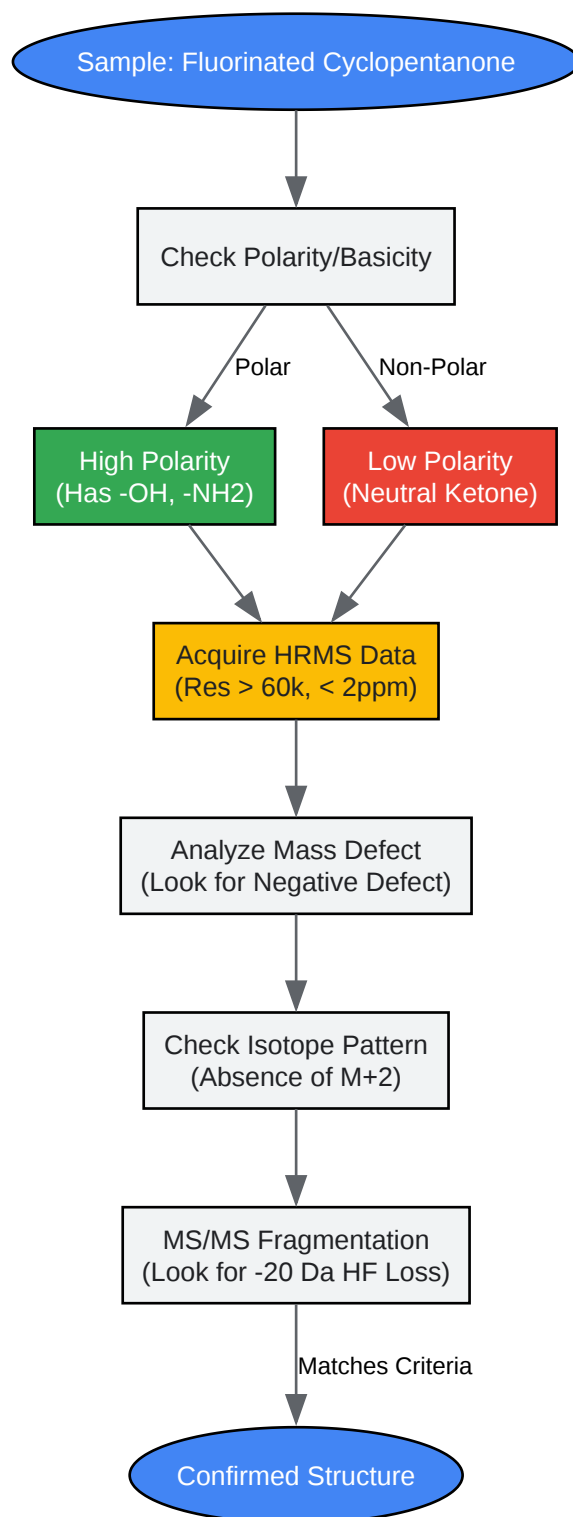 Sample: Fluorinated Cyclopentanone
Check Polarity/Basicity
Polar
Non-Polar
High Polarity
(Has -OH, -NH2)
Low Polarity
(Neutral Ketone)
Acquire HRMS Data
(Res > 60k, < 2ppm)
Analyze Mass Defect
(Look for Negative Defect)
Check Isotope Pattern
(Absence of M+2)
MS/MS Fragmentation
(Look for -20 Da HF Loss)
Matches Criteria
Confirmed Structure